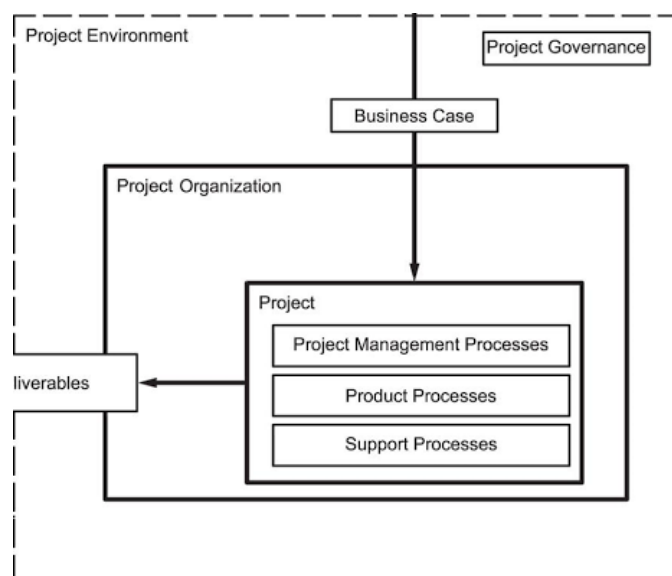 Project Environment
Project Governance
Business Case
Project Organization
Project
Project Management Processes
liverables
Product Processes
Support Processes